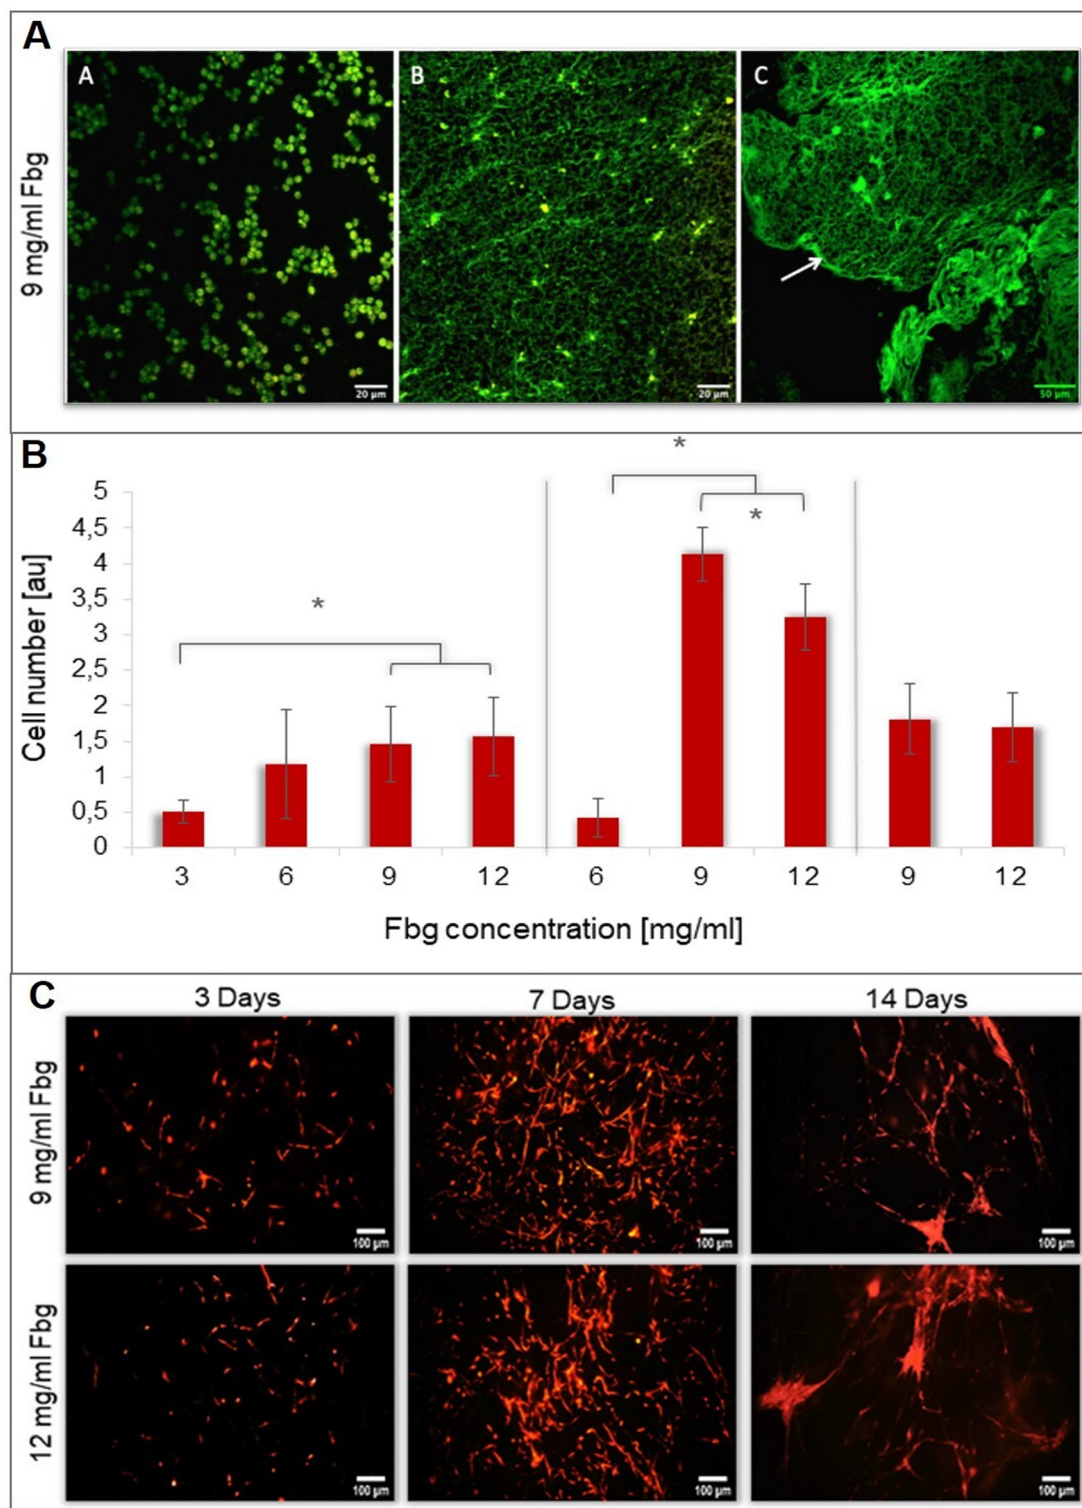 A
A
B
C
9 mg/ml Fbg
20 µm
20 µm
50 µm
B
*
5
4,5
*
4
3,5
*
3
2,5
2
1,5
1
0,5
0
Cell number [au]
3
6
9
12
6
9
12
9
12
Fbg concentration [mg/ml]
C
3 Days
7 Days
14 Days
9 mg/ml Fbg
100 µm
100 µm
100 µm
12 mg/ml Fbg
100 µm
100 µm
100 µm